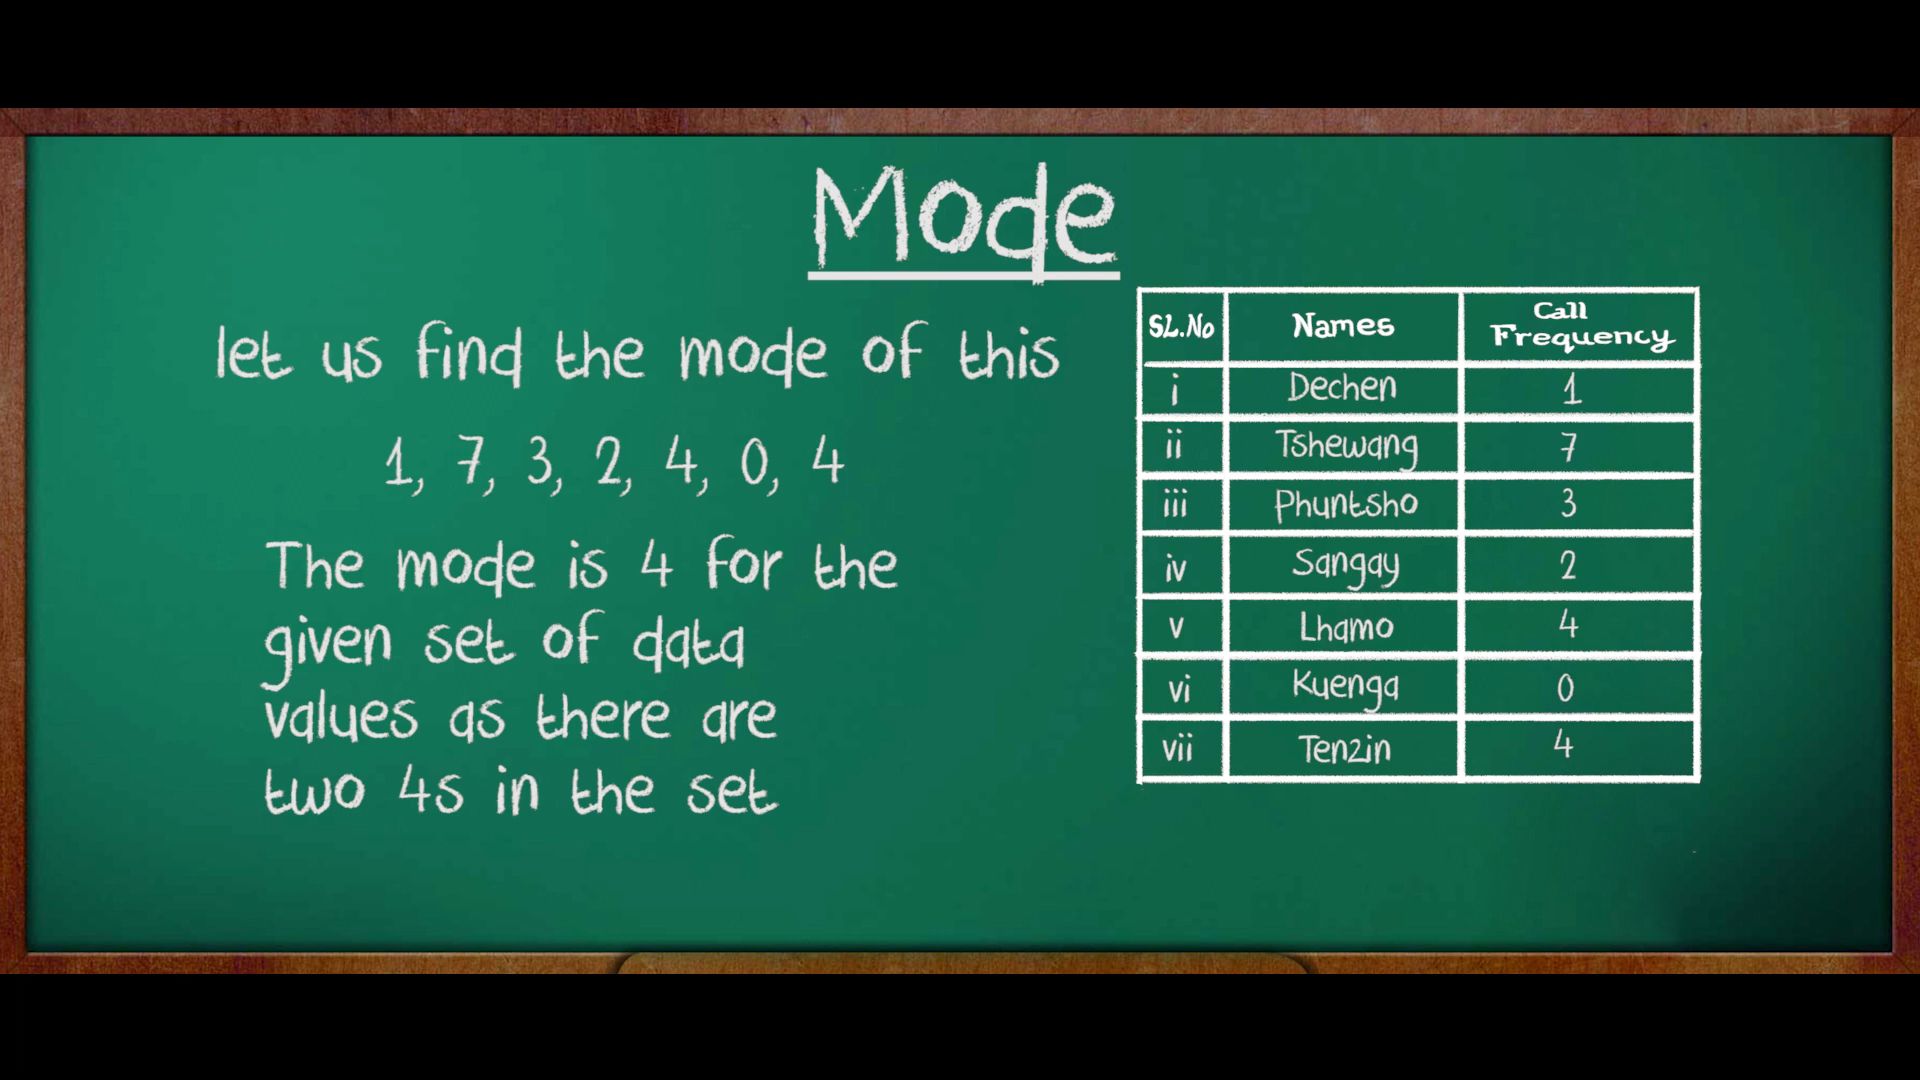 Mode
let us find the mode of this
1, 7, 3, 2, 4, 0, 4
The mode is 4 for the
given set of data
values as there are
two 4s in the set
SL.No Names Call Frequency
i Dechen 1
ii Tshewang 7
iii Phuntsho 3
iv Sangay 2
v Lhamo 4
vi Kuenga 0
vii Tenzin 4